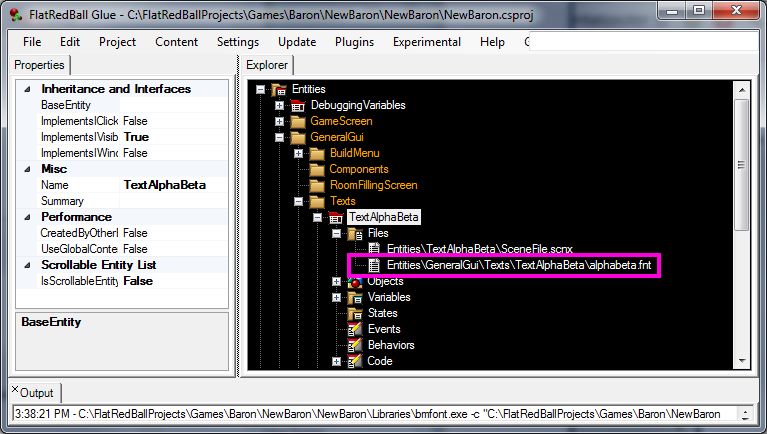 FlatRedBall Glue - C:\FlatRedBallProjects\Games\Baron\NewBaron\NewBaron\NewBaron.csproj
File Edit Project Content Settings Update Plugins Experimental Help
Properties
Explorer
Inheritance and Interfaces
BaseEntity
ImplementsIClick False
ImplementsIVisib True
ImplementsIWind False
Misc
Name TextAlphaBeta
Summary
Performance
CreatedByOtherI False
UseGlobalConte False
Scrollable Entity List
IsScrollableEntity False
BaseEntity
Entities
DebuggingVariables
GameScreen
GeneralGui
BuildMenu
Components
RoomFillingScreen
Texts
TextAlphaBeta
Files
Entities\TextAlphaBeta\SceneFile.scnx
Entities\GeneralGui\Texts\TextAlphaBeta\alphabeta.fnt
Objects
Variables
States
Events
Behaviors
Code
Output
3:38:21 PM - C:\FlatRedBallProjects\Games\Baron\NewBaron\NewBaron\Libraries\bmfont.exe -c "C:\FlatRedBallProjects\Games\Baron\NewBaron